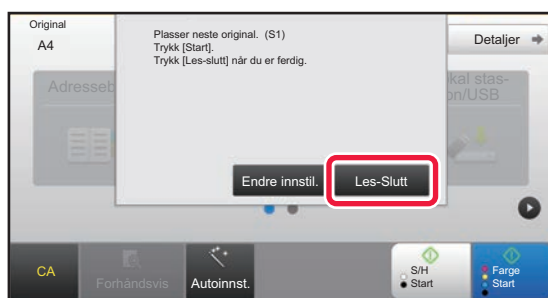 Original
A4
Plasser neste original. (S1)
Trykk [Start].
Trykk [Les-slutt] når du er ferdig.
Detaljer
Adresseb
kal stas-
on/USB
Endre innstil.
Les-Slutt
CA
Forhåndsvis
Autoinnst.
S/H
Start
Farge
Start